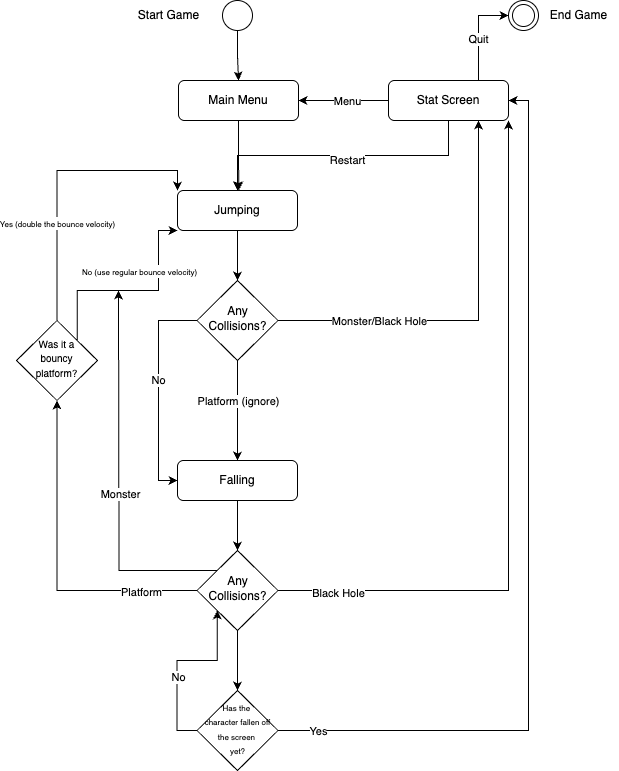 Start Game
End Game
Quit
Main Menu
Menu
Stat Screen
Restart
Jumping
Yes (double the bounce velocity)
No (use regular bounce velocity)
Any
Collisions?
Monster/Black Hole
Was it a
bouncy
platform?
No
Platform (ignore)
Falling
Monster
Any
Collisions?
Platform
Black Hole
No
Has the
character fallen off
the screen
yet?
Yes